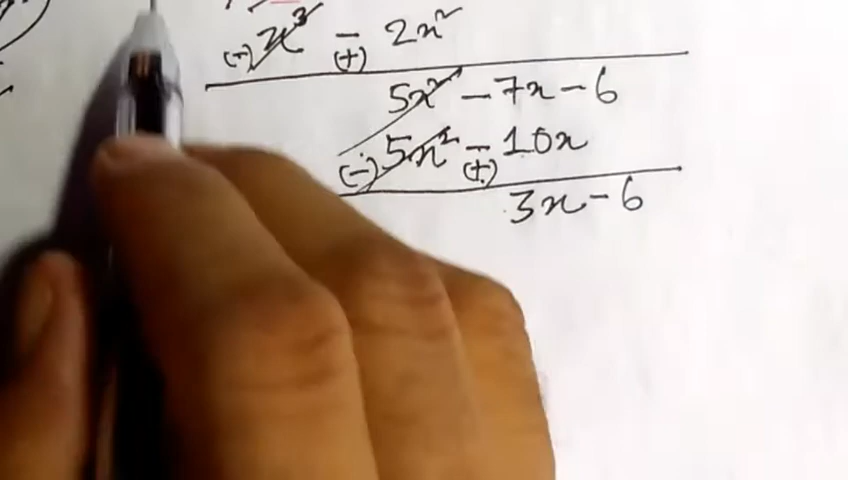 x³ - 2x²
(-) (+)
5x² - 7x - 6
5x² - 10x
(-) (+)
3x - 6